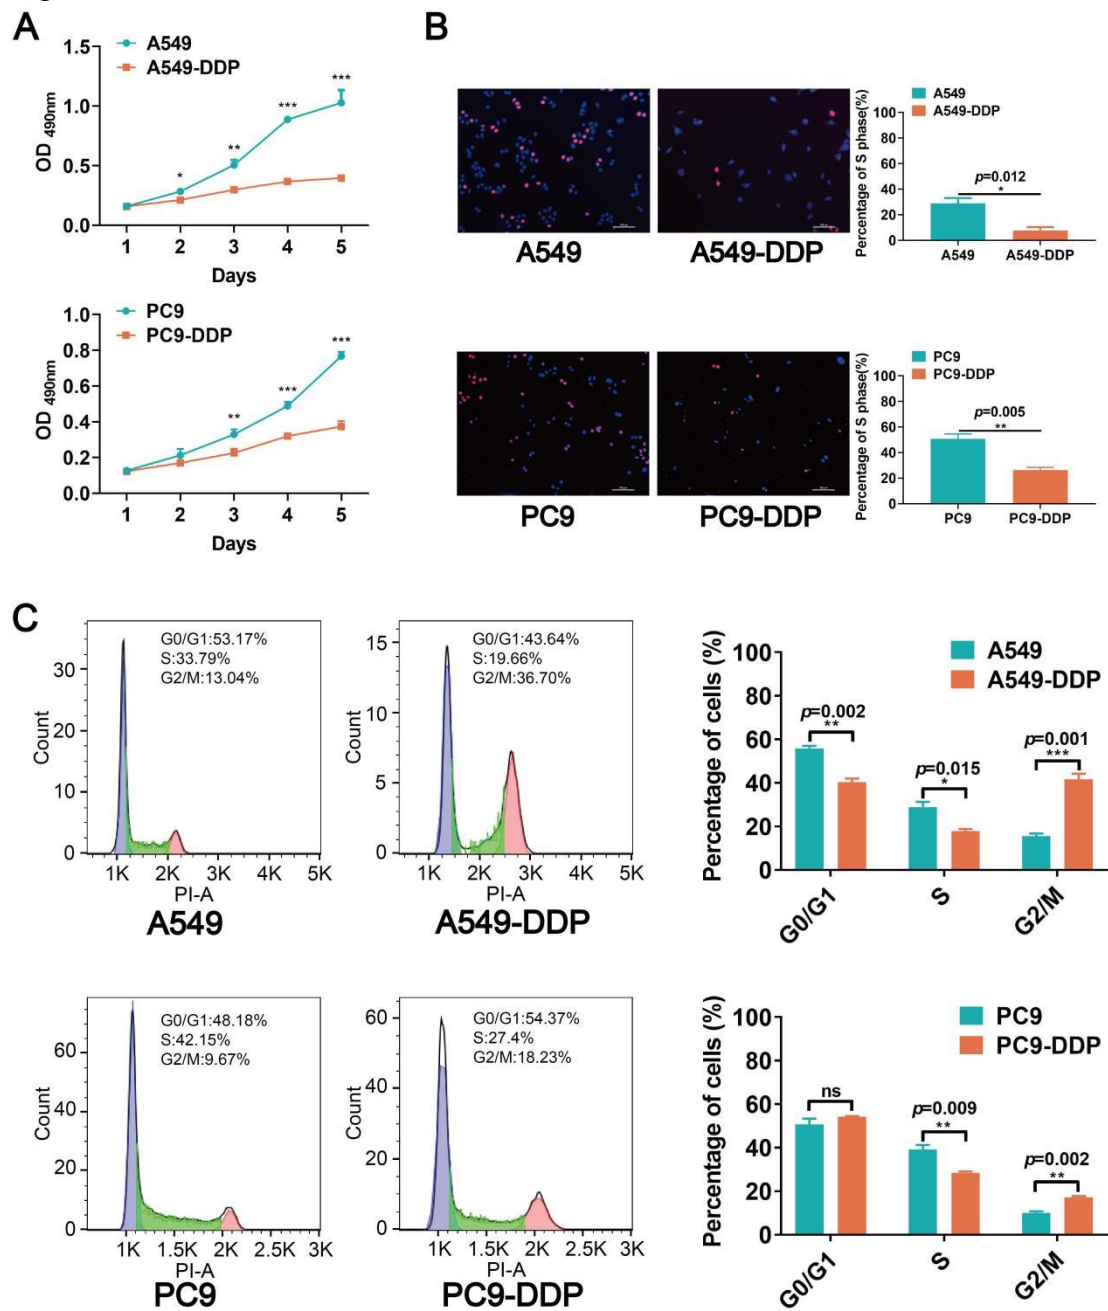 A
A549
A549-DDP
1.5
1.0
0.5
0.0
OD 490nm
*
**
***
***
1 2 3 4 5
Days
PC9
PC9-DDP
1.0
0.8
0.6
0.4
0.2
0.0
OD 490nm
**
***
***
1 2 3 4 5
Days
B
A549
A549-DDP
A549
A549-DDP
Percentage of S phase(%)
100
80
60
40
20
0
p=0.012
*
A549 A549-DDP
PC9
PC9-DDP
PC9
PC9-DDP
Percentage of S phase(%)
100
80
60
40
20
0
p=0.005
**
PC9 PC9-DDP
C
G0/G1:53.17%
S:33.79%
G2/M:13.04%
Count
30
20
10
0
1K 2K 3K 4K 5K
PI-A
A549
G0/G1:43.64%
S:19.66%
G2/M:36.70%
Count
15
10
5
0
1K 2K 3K 4K 5K
PI-A
A549-DDP
A549
A549-DDP
Percentage of cells (%)
100
80
60
40
20
0
p=0.002
**
p=0.015
*
p=0.001
***
G0/G1 S G2/M
G0/G1:48.18%
S:42.15%
G2/M:9.67%
Count
60
40
20
0
1K 1.5K 2K 2.5K 3K
PI-A
PC9
G0/G1:54.37%
S:27.4%
G2/M:18.23%
Count
60
40
20
0
1K 1.5K 2K 2.5K 3K
PI-A
PC9-DDP
PC9
PC9-DDP
Percentage of cells (%)
100
80
60
40
20
0
ns
p=0.009
**
p=0.002
**
G0/G1 S G2/M